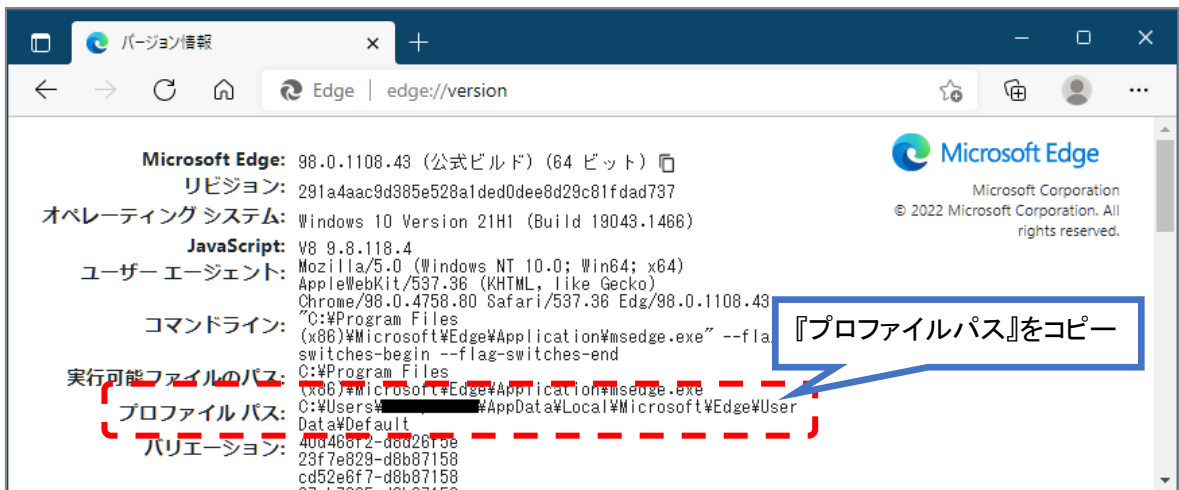 バージョン情報
Edge | edge://version
Microsoft Edge: 98.0.1108.43 (公式ビルド) (64 ビット)
Microsoft Edge
リビジョン: 291a4aac9d385e528a1ded0dee8d29c81fdad737
Microsoft Corporation
オペレーティング システム: Windows 10 Version 21H1 (Build 19043.1466)
© 2022 Microsoft Corporation. All
rights reserved.
JavaScript: V8 9.8.118.4
ユーザー エージェント: Mozilla/5.0 (Windows NT 10.0; Win64; x64)
AppleWebKit/537.36 (KHTML, like Gecko)
Chrome/98.0.4758.80 Safari/537.36 Edg/98.0.1108.43
コマンドライン: "C:¥Program Files
(x86)¥Microsoft¥Edge¥Application¥msedge.exe" --fla
switches-begin --flag-switches-end
『プロファイルパス』をコピー
実行可能ファイルのパス: C:¥Program Files
(x86)¥Microsoft¥Edge¥Application¥msedge.exe
プロファイル パス: C:¥Users¥ ¥AppData¥Local¥Microsoft¥Edge¥User
Data¥Default
バリエーション: 40d468f2-d8d26f5e
23f7e829-d8b87158
cd52e6f7-d8b87158